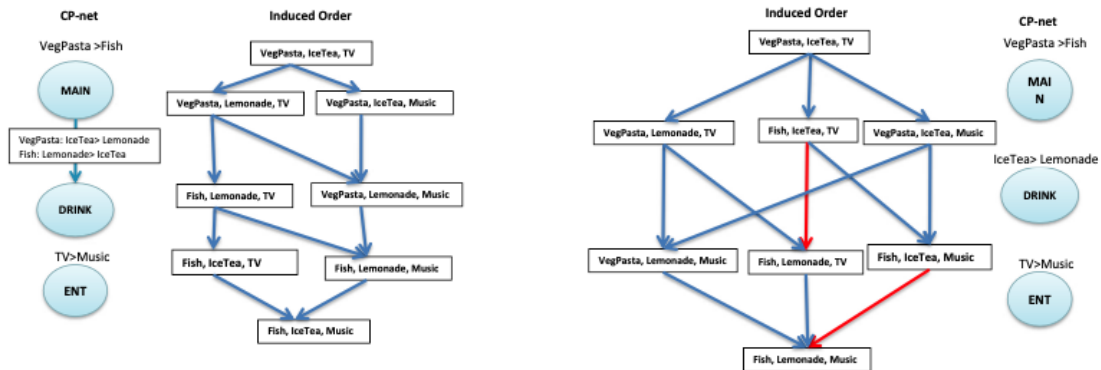 CP-net
Induced Order
VegPasta >Fish
MAIN
VegPasta: IceTea> Lemonade
Fish: Lemonade> IceTea
DRINK
TV>Music
ENT
VegPasta, IceTea, TV
VegPasta, Lemonade, TV
VegPasta, IceTea, Music
Fish, Lemonade, TV
VegPasta, Lemonade, Music
Fish, IceTea, TV
Fish, Lemonade, Music
Fish, IceTea, Music
Induced Order
CP-net
VegPasta, IceTea, TV
VegPasta, Lemonade, TV
Fish, IceTea, TV
VegPasta, IceTea, Music
VegPasta, Lemonade, Music
Fish, Lemonade, TV
Fish, IceTea, Music
Fish, Lemonade, Music
VegPasta >Fish
MAI
N
IceTea> Lemonade
DRINK
TV>Music
ENT